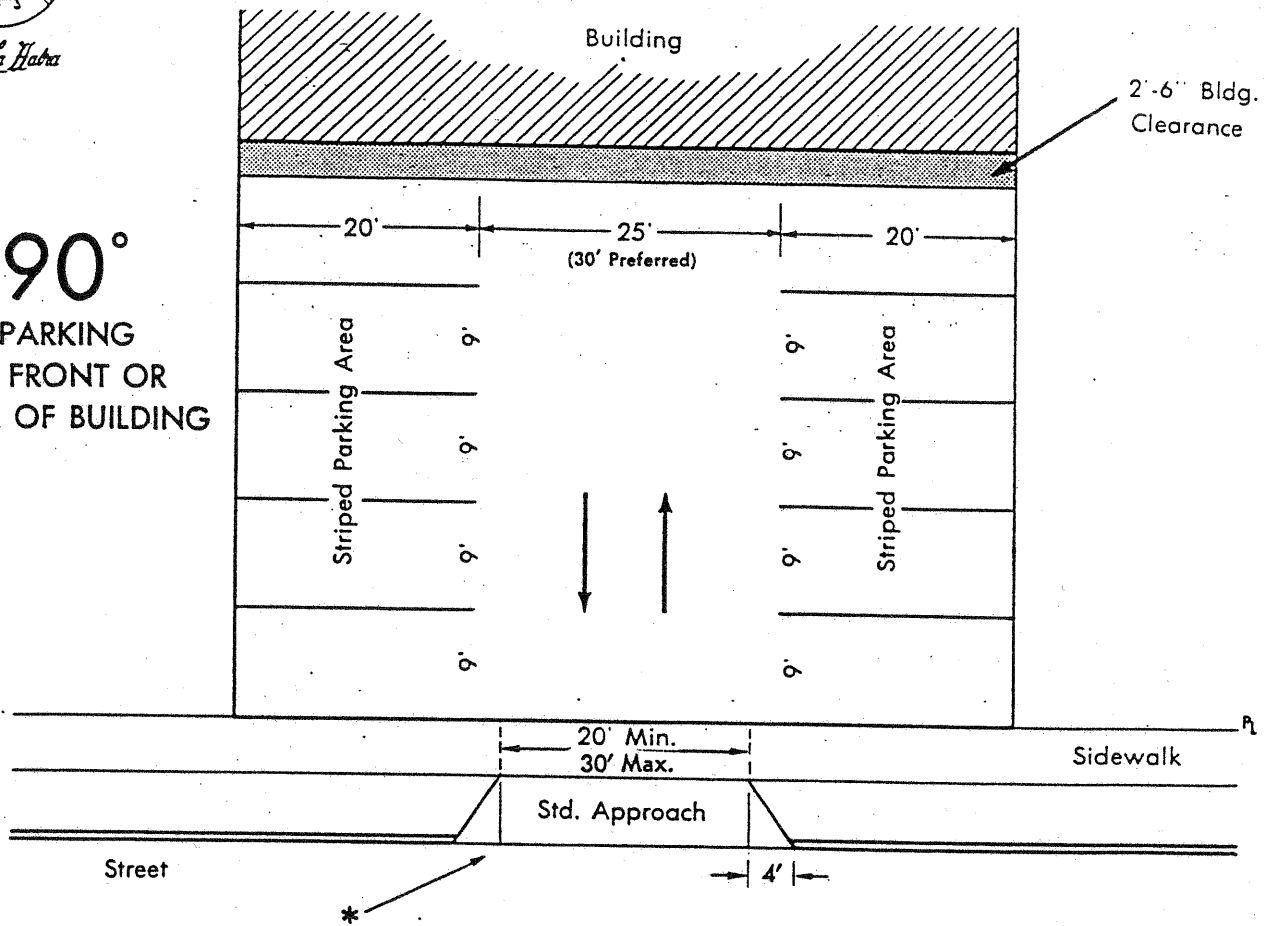 La Habra
Building
2'-6" Bldg.
Clearance
20'
25'
20'
(30' Preferred)
90°
PARKING
FRONT OR
OF BUILDING
Striped Parking Area
9'
9'
9'
9'
9'
9'
9'
9'
Striped Parking Area
20' Min.
30' Max.
PL
Sidewalk
Std. Approach
Street
4'
*